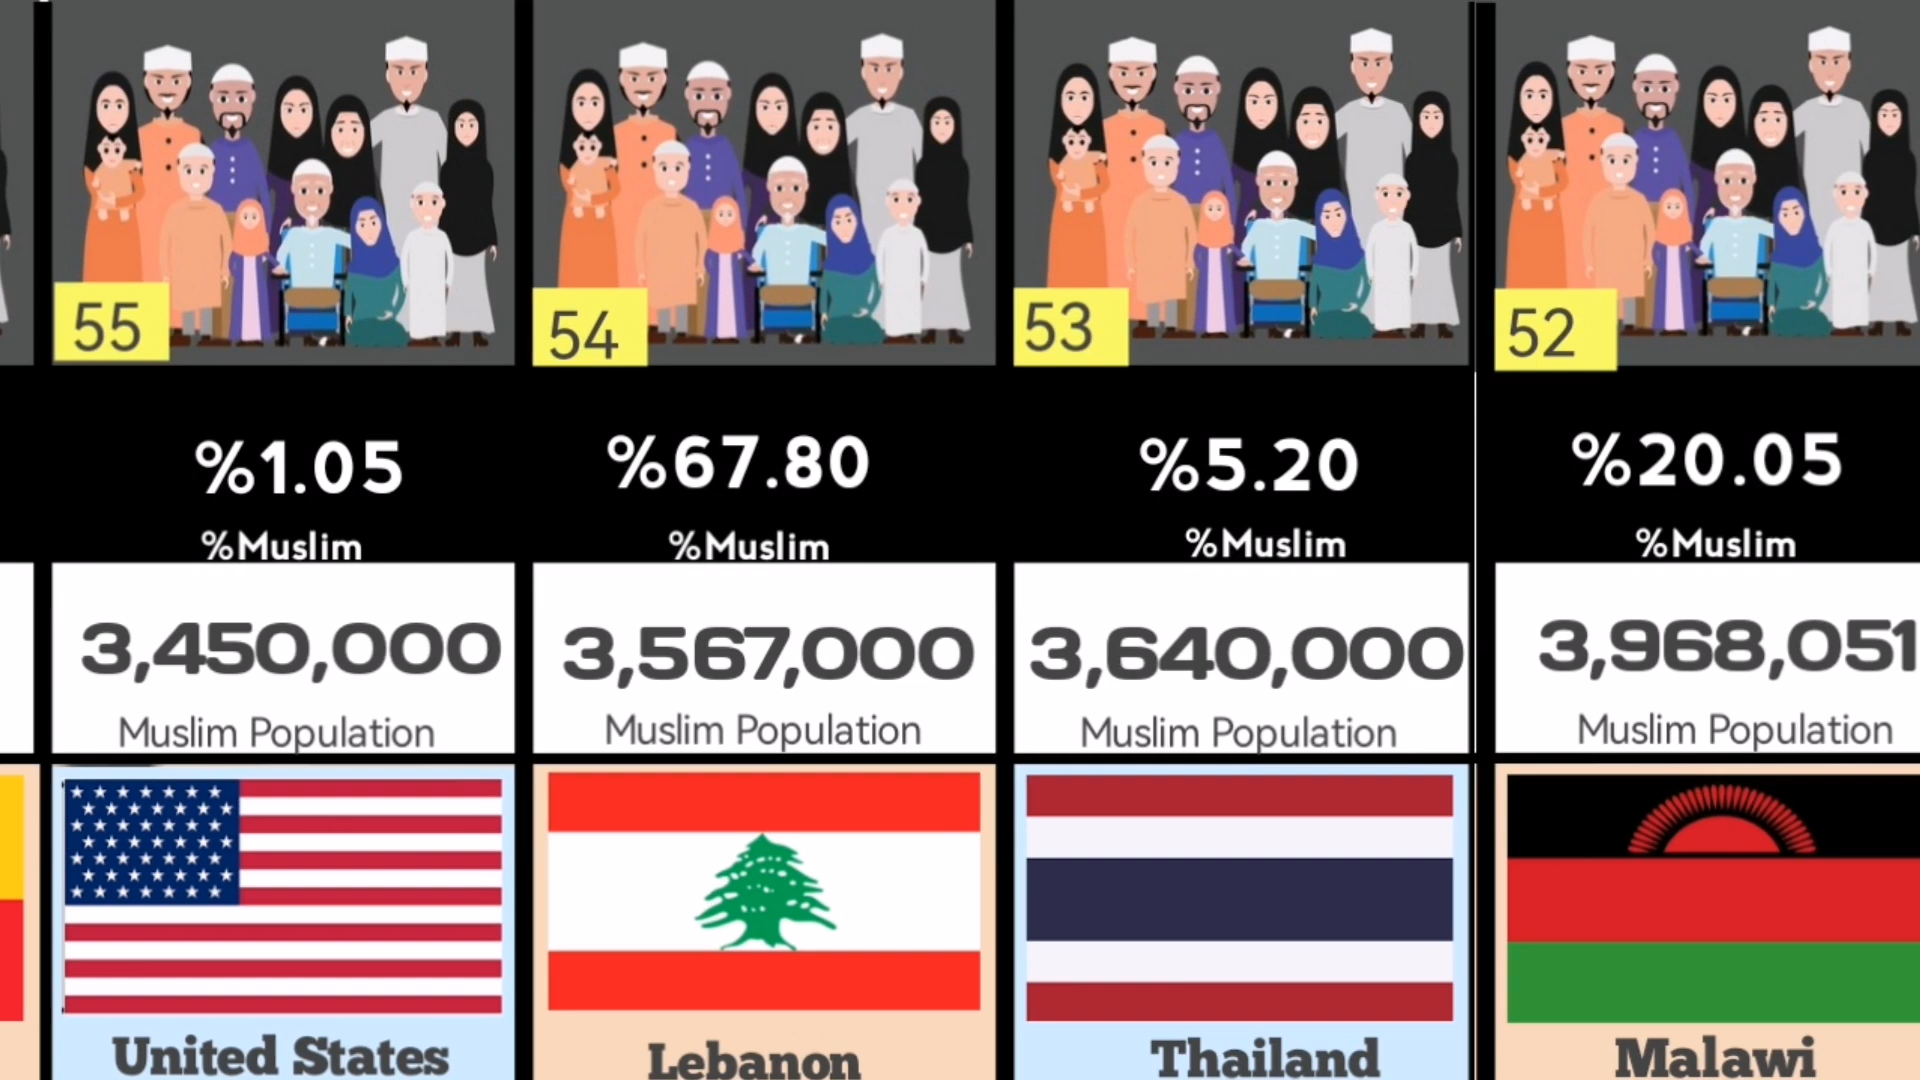 55
%1.05
%Muslim
3,450,000
Muslim Population
United States
54
%67.80
%Muslim
3,567,000
Muslim Population
Lebanon
53
%5.20
%Muslim
3,640,000
Muslim Population
Thailand
52
%20.05
%Muslim
3,968,051
Muslim Population
Malawi